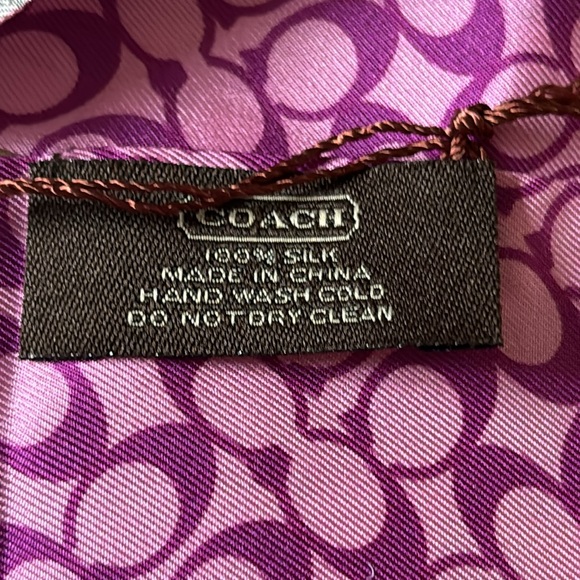 COACH
100% SILK
MADE IN CHINA
HAND WASH COLD
DO NOT DRY CLEAN